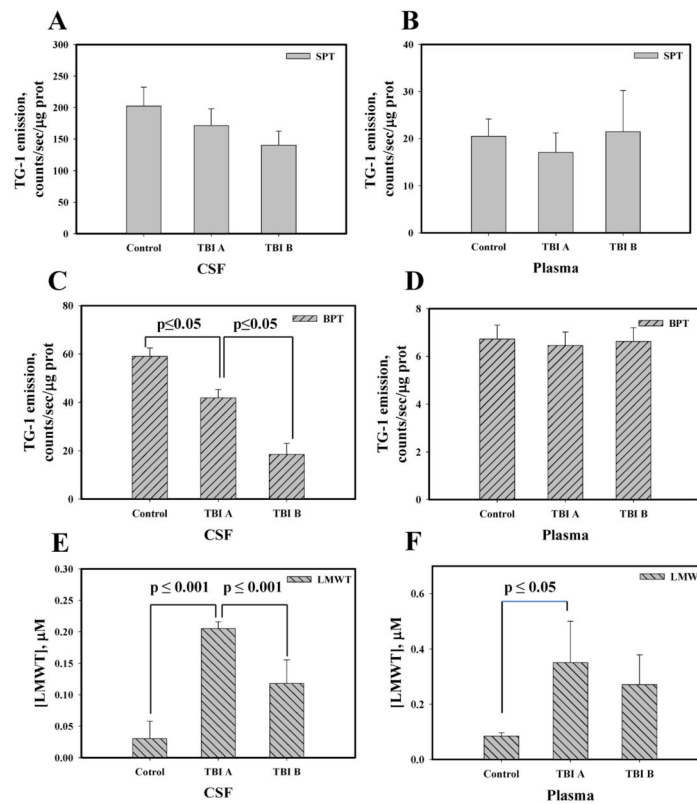 A
TG-1 emission,
counts/sec/µg prot
300
250
200
150
100
50
0
SPT
Control TBI A TBI B
CSF
B
TG-1 emission,
counts/sec/µg prot
40
30
20
10
0
SPT
Control TBI A TBI B
Plasma
C
TG-1 emission,
counts/sec/µg prot
80
60
40
20
0
BPT
p≤0.05 p≤0.05
Control TBI A TBI B
CSF
D
TG-1 emission,
counts/sec/µg prot
8
6
4
2
0
BPT
Control TBI A TBI B
Plasma
E
[LMWT], µM
0.30
0.25
0.20
0.15
0.10
0.05
0.00
LMWT
p ≤ 0.001 p ≤ 0.001
Cotrol TBI A TBI B
CSF
F
[LMWT], µM
0.6
0.4
0.2
0.0
LMW
p ≤ 0.05
Control TBI A TBI B
Plasma